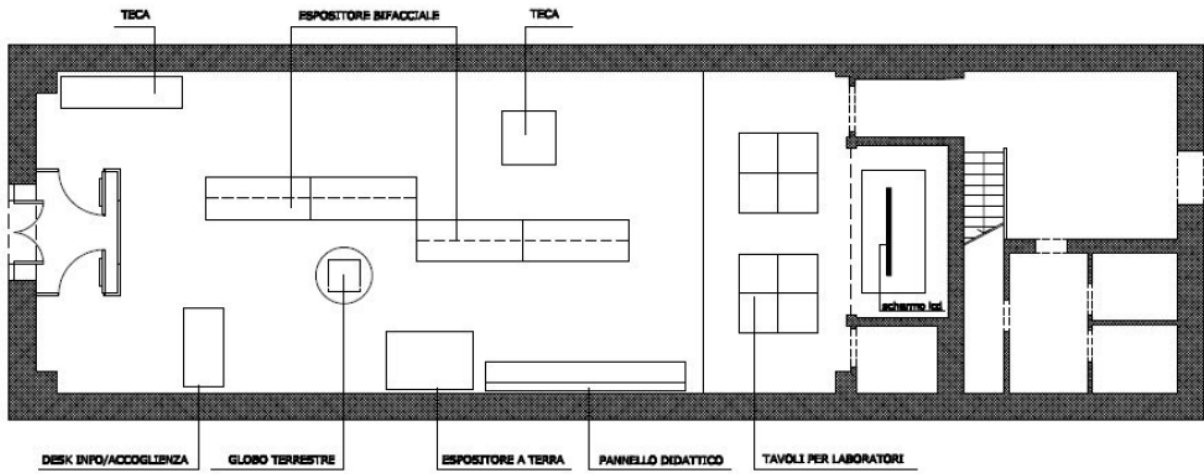 TECA
ESPOSITORE BIFACCIALE
TECA
schermo lcd
DESK INFO/ACCOGLIENZA
GLOBO TERRESTRE
ESPOSITORE A TERRA
PANNELLO DIDATTICO
TAVOLI PER LABORATORI